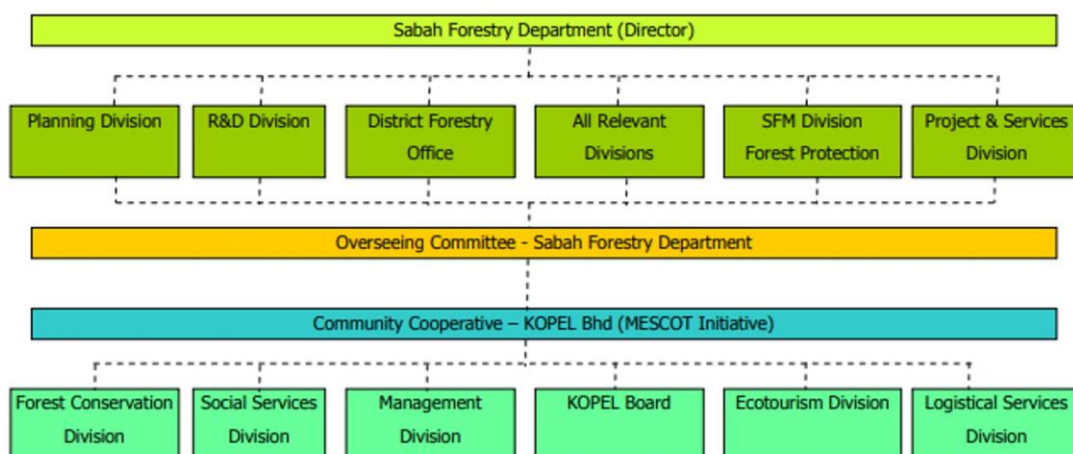 Sabah Forestry Department (Director)
Planning Division
R&D Division
District Forestry
Office
All Relevant
Divisions
SFM Division
Forest Protection
Project & Services
Division
Overseeing Committee - Sabah Forestry Department
Community Cooperative – KOPEL Bhd (MESCOT Initiative)
Forest Conservation
Division
Social Services
Division
Management
Division
KOPEL Board
Ecotourism Division
Logistical Services
Division